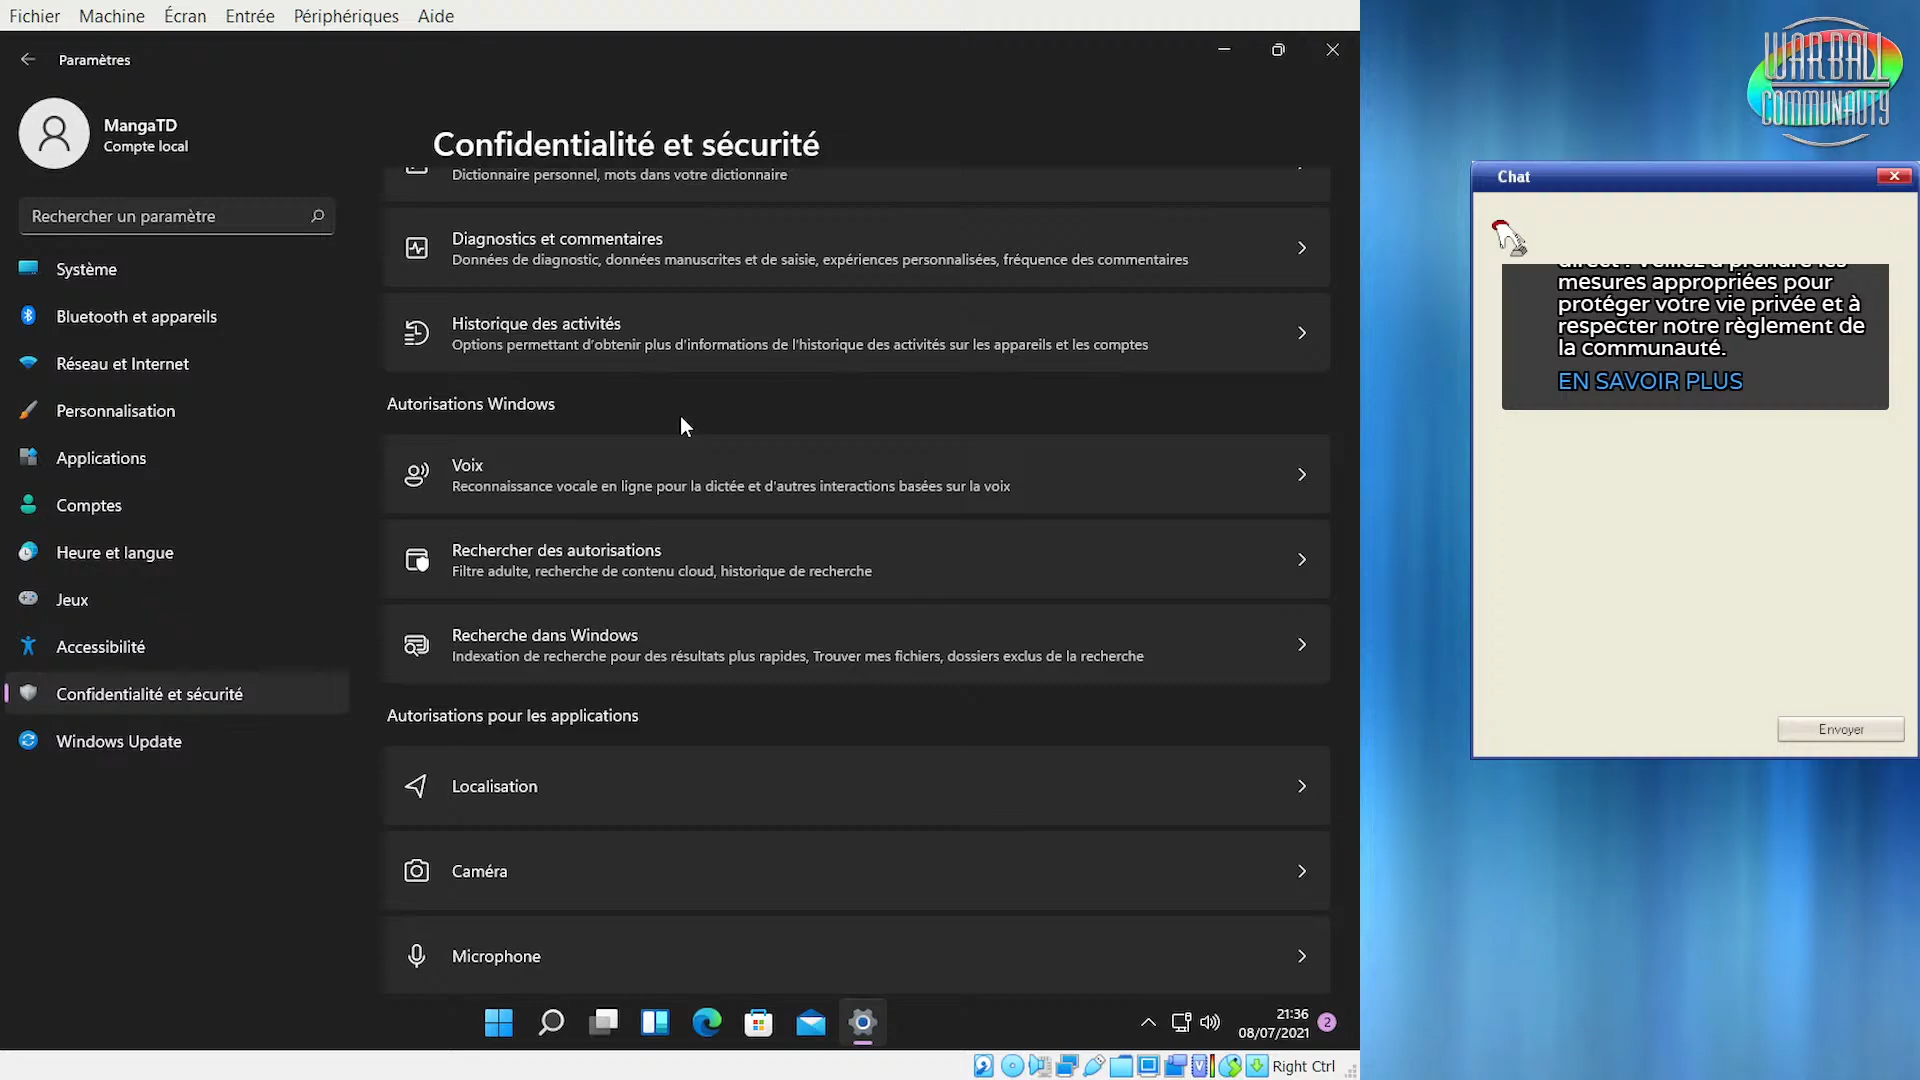 Fichier Machine Écran Entrée Périphériques Aide
Paramètres
MangaTD
Compte local
Rechercher un paramètre
Système
Bluetooth et appareils
Réseau et Internet
Personnalisation
Applications
Comptes
Heure et langue
Jeux
Accessibilité
Confidentialité et sécurité
Windows Update
Confidentialité et sécurité
Dictionnaire personnel, mots dans votre dictionnaire
Diagnostics et commentaires
Données de diagnostic, données manuscrites et de saisie, expériences personnalisées, fréquence des commentaires
Historique des activités
Options permettant d'obtenir plus d'informations de l'historique des activités sur les appareils et les comptes
Autorisations Windows
Voix
Reconnaissance vocale en ligne pour la dictée et d'autres interactions basées sur la voix
Rechercher des autorisations
Filtre adulte, recherche de contenu cloud, historique de recherche
Recherche dans Windows
Indexation de recherche pour des résultats plus rapides, Trouver mes fichiers, dossiers exclus de la recherche
Autorisations pour les applications
Localisation
Caméra
Microphone
21:36
08/07/2021
2
Right Ctrl
WAR BALL
COMMUNAUTY
Chat
direct ! Veillez à prendre les
mesures appropriées pour
protéger votre vie privée et à
respecter notre règlement de
la communauté.
EN SAVOIR PLUS
Envoyer